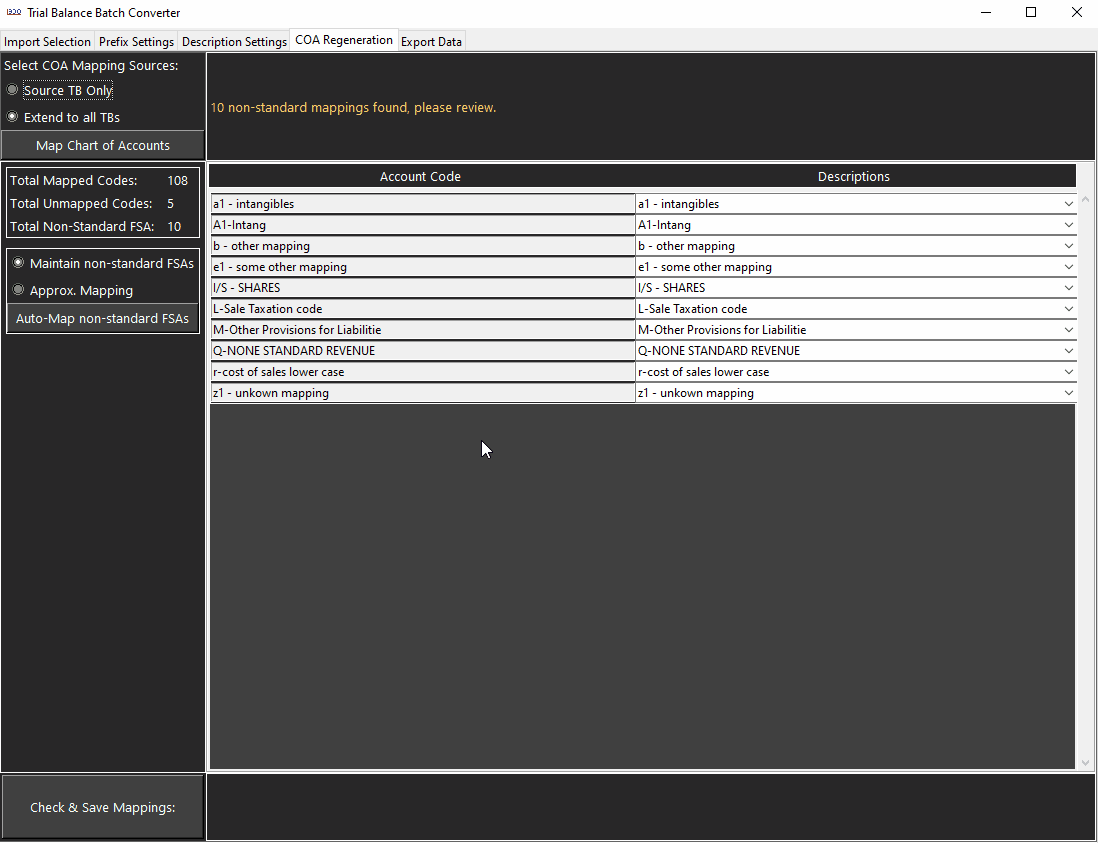 Trial Balance Batch Converter
Import Selection Prefix Settings Description Settings COA Regeneration Export Data
Select COA Mapping Sources:
Source TB Only
Extend to all TBs
Map Chart of Accounts
10 non-standard mappings found, please review.
Total Mapped Codes: 108
Total Unmapped Codes: 5
Total Non-Standard FSA: 10
Maintain non-standard FSAs
Approx. Mapping
Auto-Map non-standard FSAs
Account Code Descriptions
a1 - intangibles a1 - intangibles
A1-Intang A1-Intang
b - other mapping b - other mapping
e1 - some other mapping e1 - some other mapping
I/S - SHARES I/S - SHARES
L-Sale Taxation code L-Sale Taxation code
M-Other Provisions for Liabilitie M-Other Provisions for Liabilitie
Q-NONE STANDARD REVENUE Q-NONE STANDARD REVENUE
r-cost of sales lower case r-cost of sales lower case
z1 - unkown mapping z1 - unkown mapping
Check & Save Mappings: